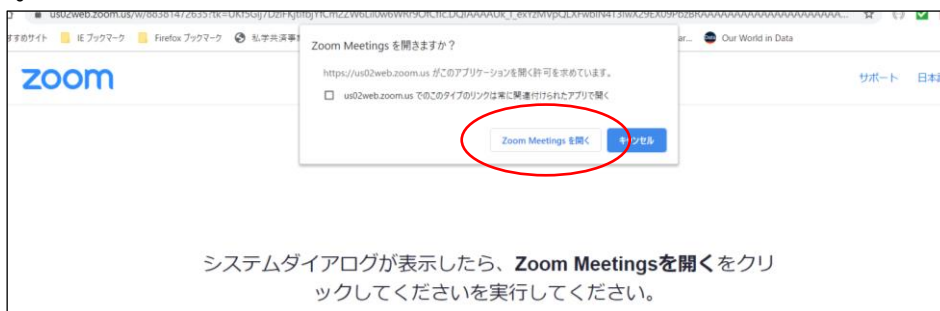 すすめサイト IE ブックマーク Firefox ブックマーク 私学共済事 ar... Our World in Data
zoom サポート 日本
Zoom Meetings を開きますか？
https://us02web.zoom.us がこのアプリケーションを開く許可を求めています。
us02web.zoom.us でのこのタイプのリンクは常に関連付けられたアプリで開く
Zoom Meetings を開く キャンセル
システムダイアログが表示したら、Zoom Meetingsを開くをクリ
ックしてくださいを実行してください。